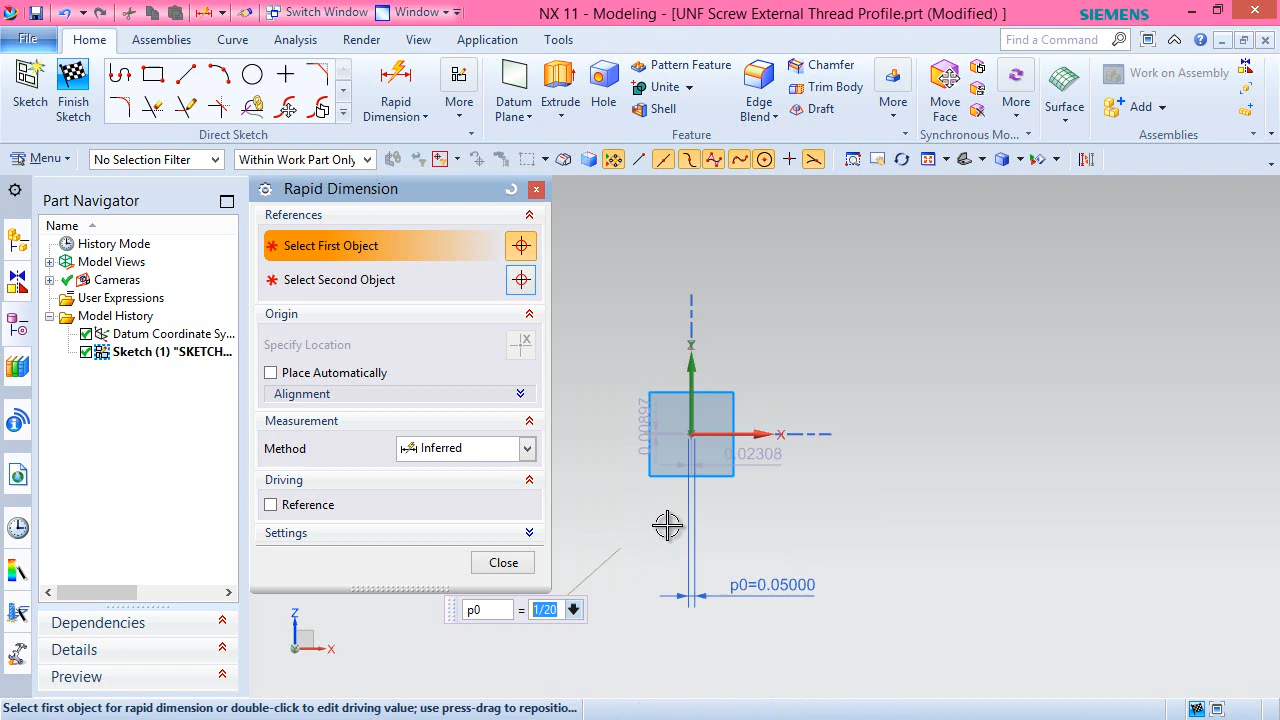 Switch Window
Window
NX 11 - Modeling - [UNF Screw External Thread Profile.prt (Modified) ]
SIEMENS
File
Home
Assemblies
Curve
Analysis
Render
View
Application
Tools
Find a Command
Sketch
Finish Sketch
Rapid Dimension
More
Direct Sketch
Datum Plane
Extrude
Hole
Pattern Feature
Unite
Shell
Edge Blend
Chamfer
Trim Body
Draft
More
Feature
Move Face
More
Synchronous Mo...
Surface
Work on Assembly
Add
Assemblies
Menu
No Selection Filter
Within Work Part Only
Part Navigator
Name
History Mode
Model Views
Cameras
User Expressions
Model History
Datum Coordinate Sy...
Sketch (1) "SKETCH...
Dependencies
Details
Preview
Rapid Dimension
References
* Select First Object
* Select Second Object
Origin
Specify Location
Place Automatically
Alignment
Measurement
Method
Inferred
Driving
Reference
Settings
Close
p0 = 1/20
Z
X
Y
X
0.00897
0.02308
p0=0.05000
Select first object for rapid dimension or double-click to edit driving value; use press-drag to repositio...